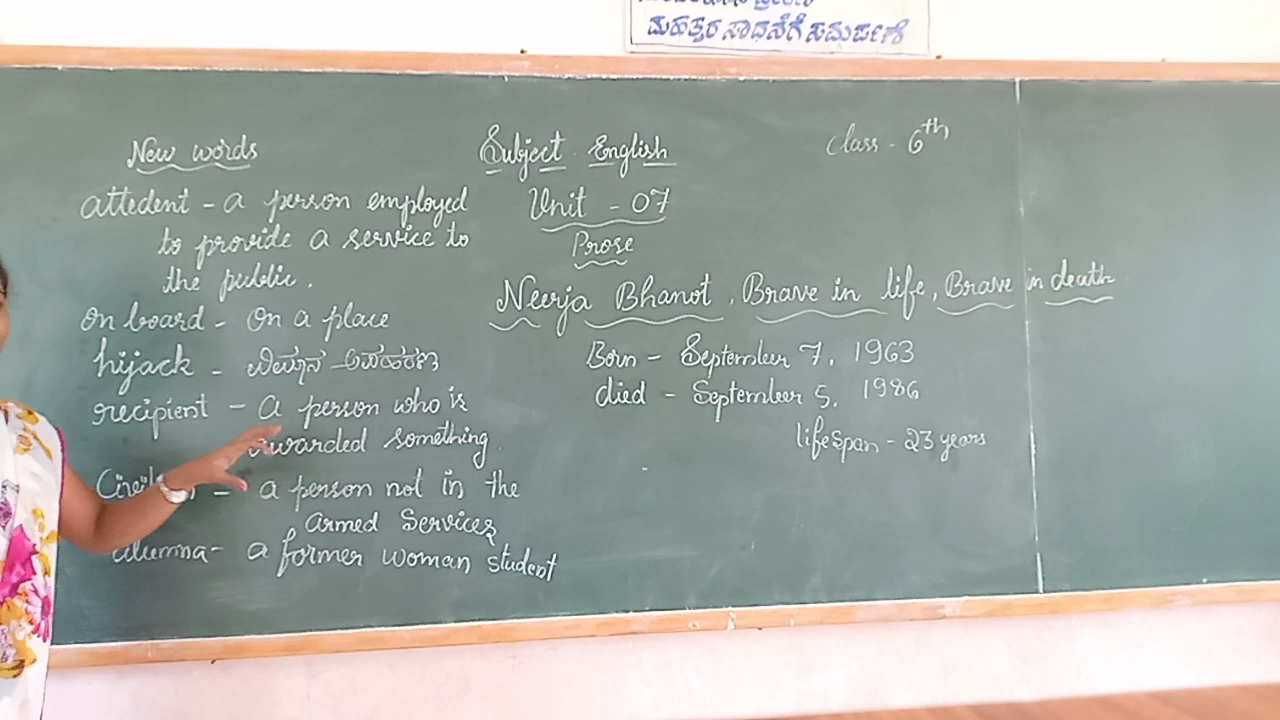 ಮಹತ್ತರ ಸಾಧನೆಗೆ ಸಮರ್ಪಣೆ
New words
attedent - a person employed
to provide a service to
the public.
On board - On a place
hijack - ವಿಮಾನ ಅಪಹರಣ
recipient - a person who is
awarded something.
- a person not in the
armed Services
alumna - a former woman student
Subject English
Unit - 07
Prose
Class - 6th
Neerja Bhanot, Brave in life, Brave in death
Born - September 7, 1963
died - September 5, 1986
lifeSpan - 23 years